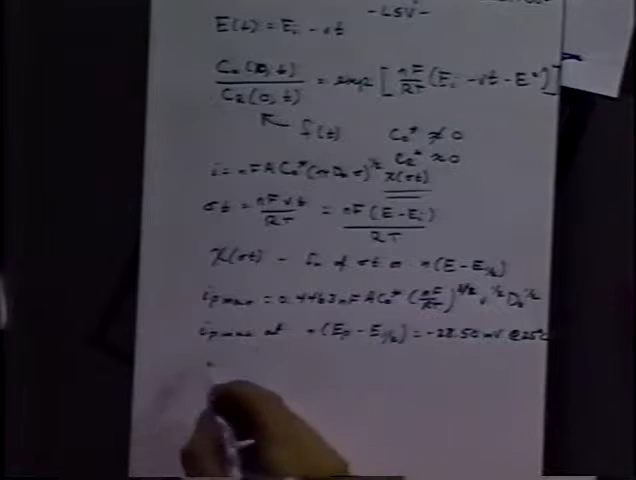 -LSV-
E(t) = Ei - vt
Co(0,t) / CR(0,t) = exp [ nF/RT (Ei - vt - E°') ]
↖ f(t) Co* ≠ 0
CR* ≈ 0
i = nFACo*(πDoσ)^1/2 χ(σt)
σt = nFvt/RT = nF(E-Ei)/RT
χ(σt) - fn of σt or n(E-E1/2)
ip max = 0.4463 nFACo* (nF/RT)^1/2 v^1/2 Do^1/2
ip max at n(Ep - E1/2) = -28.50 mV @ 25°C